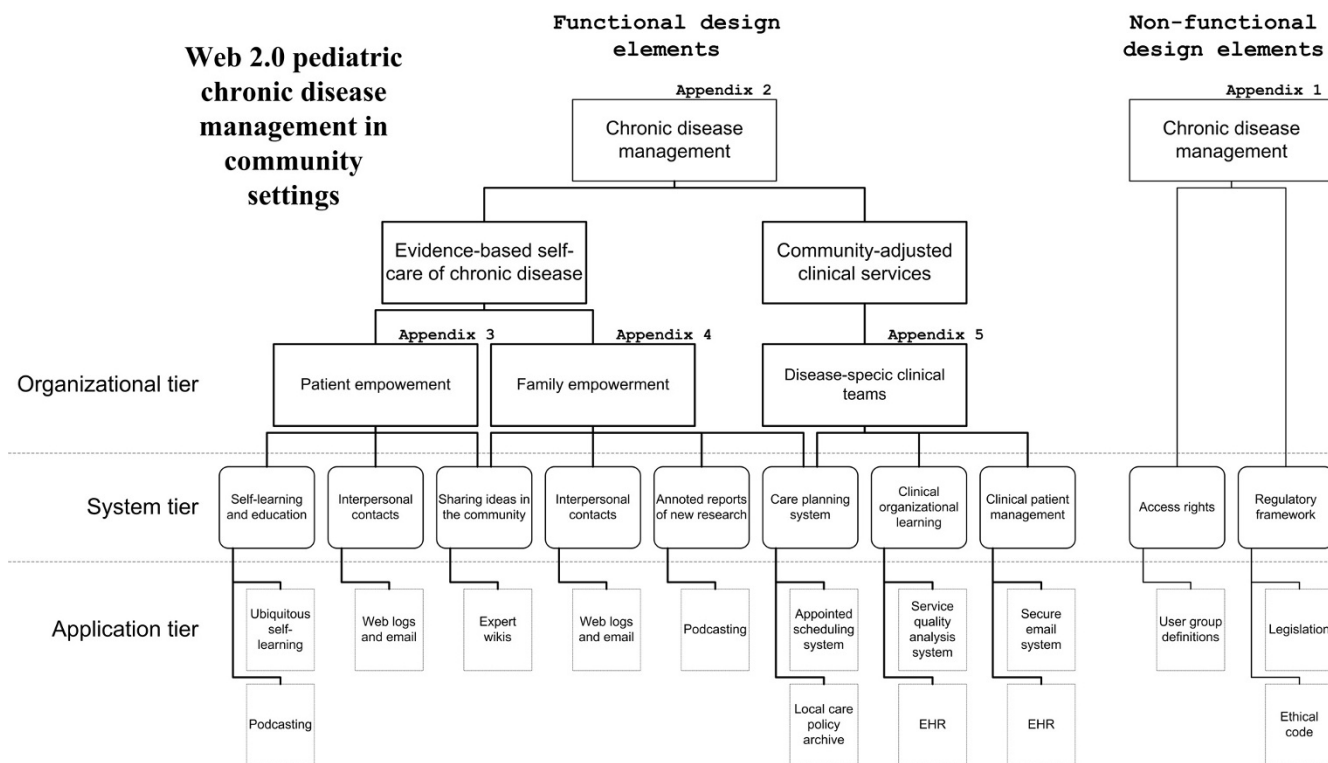 Functional design
elements
Non-functional
design elements
Web 2.0 pediatric
chronic disease
management in
community
settings
Appendix 2
Chronic disease
management
Appendix 1
Chronic disease
management
Evidence-based self-
care of chronic disease
Community-adjusted
clinical services
Appendix 3
Appendix 4
Appendix 5
Organizational tier
Patient empowement
Family empowerment
Disease-specic clinical
teams
System tier
Self-learning
and education
Interpersonal
contacts
Sharing ideas in
the community
Interpersonal
contacts
Annoted reports
of new research
Care planning
system
Clinical
organizational
learning
Clinical patient
management
Access rights
Regulatory
framework
Application tier
Ubiquitous
self-
learning
Web logs
and email
Expert
wikis
Web logs
and email
Podcasting
Appointed
scheduling
system
Service
quality
analysis
system
Secure
email
system
User group
definitions
Legislation
Podcasting
Local care
policy
archive
EHR
EHR
Ethical
code